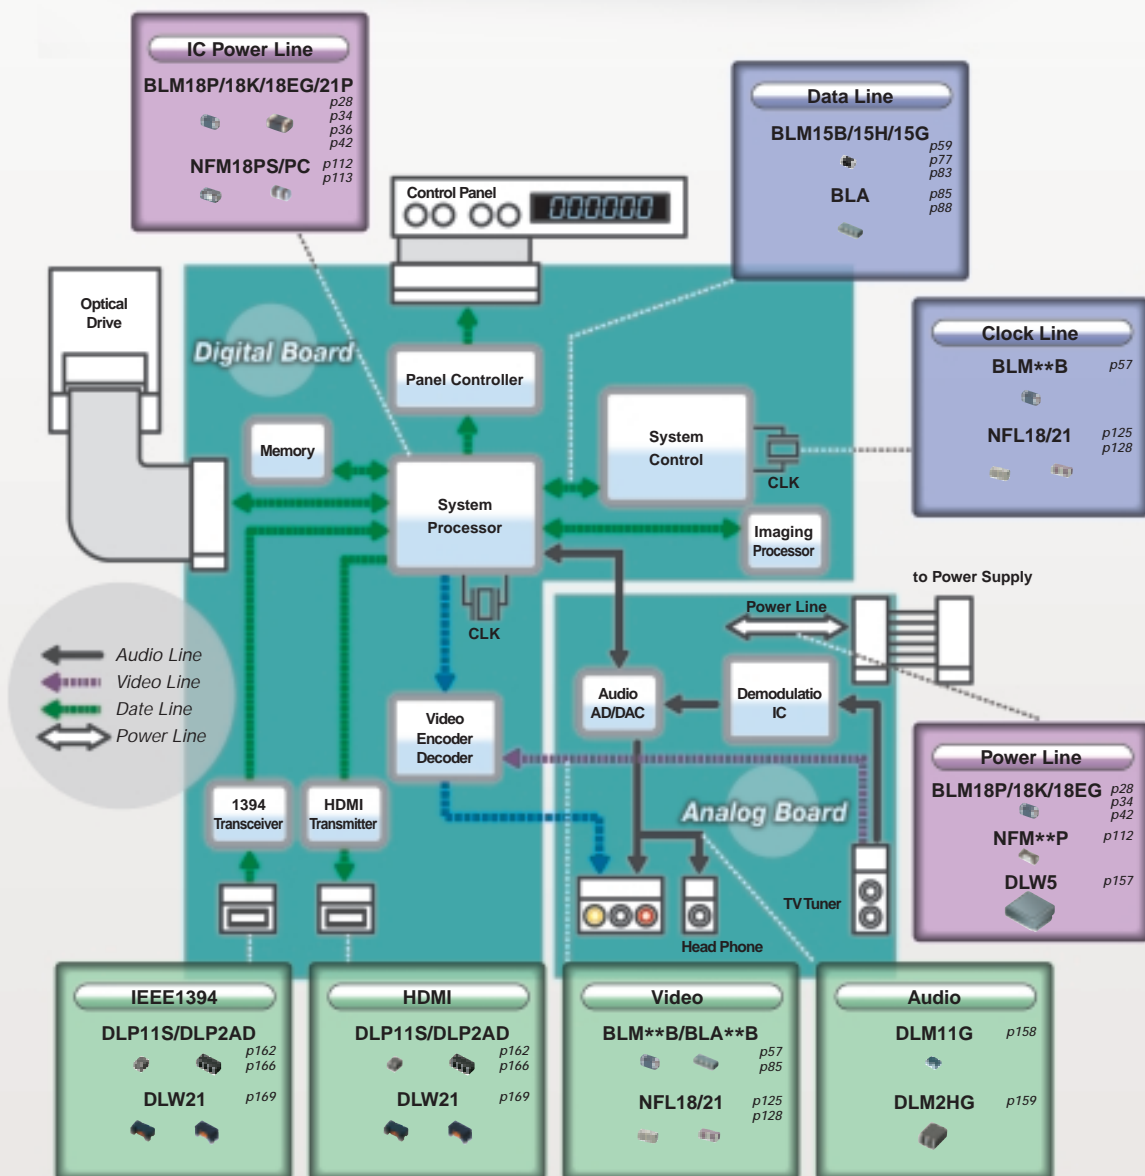 IC Power Line
BLM18P/18K/18EG/21P
p28
p34
p36
p42
NFM18PS/PC
p112
p113
Data Line
BLM15B/15H/15G
p59
p77
p83
BLA
p85
p88
Control Panel
000000
Optical
Drive
Digital Board
Panel Controller
Memory
System
Processor
CLK
System
Control
CLK
Imaging
Processor
Clock Line
BLM**B
p57
NFL18/21
p125
p128
to Power Supply
Power Line
Audio Line
Video Line
Date Line
Power Line
Audio
AD/DAC
Demodulatio
IC
Video
Encoder
Decoder
1394
Transceiver
HDMI
Transmitter
Analog Board
TV Tuner
Head Phone
Power Line
BLM18P/18K/18EG
p28
p34
p42
NFM**P
p112
DLW5
p157
IEEE1394
DLP11S/DLP2AD
p162
p166
DLW21
p169
HDMI
DLP11S/DLP2AD
p162
p166
DLW21
p169
Video
BLM**B/BLA**B
p57
p85
NFL18/21
p125
p128
Audio
DLM11G
p158
DLM2HG
p159